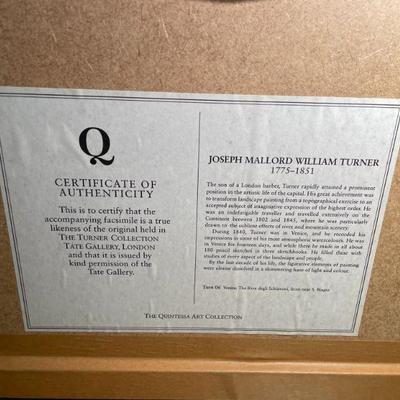 Q
CERTIFICATE OF
AUTHENTICITY
This is to certify that the
accompanying facsimile is a true
likeness of the original held in
THE TURNER COLLECTION
TATE GALLERY, LONDON
and that it is issued by
kind permission of the
Tate Gallery.
JOSEPH MALLORD WILLIAM TURNER
1775–1851
The son of a London barber, Turner rapidly attained a prominent
position in the artistic life of the capital. His great achievement was
to transform landscape painting from a topographical exercise to an
accepted subject of imaginative expression of the highest order. He
was an indefatigable traveller and travelled extensively on the
Continent between 1802 and 1845, where he was particularly
drawn to the sublime effects of river and mountain scenery.
During 1840, Turner was in Venice, and he recorded his
impressions in some of his most atmospheric watercolours. He was
in Venice for fourteen days, and while there he made in all about
180 pencil sketches in three sketchbooks. He filled these with
studies of every aspect of the landscape and people.
By the last decade of his life, the figurative elements of painting
were almost dissolved in a shimmering haze of light and colour.
Venice: The Riva degli Schiavoni, from near S. Biagio
THE QUINTESSA ART COLLECTION